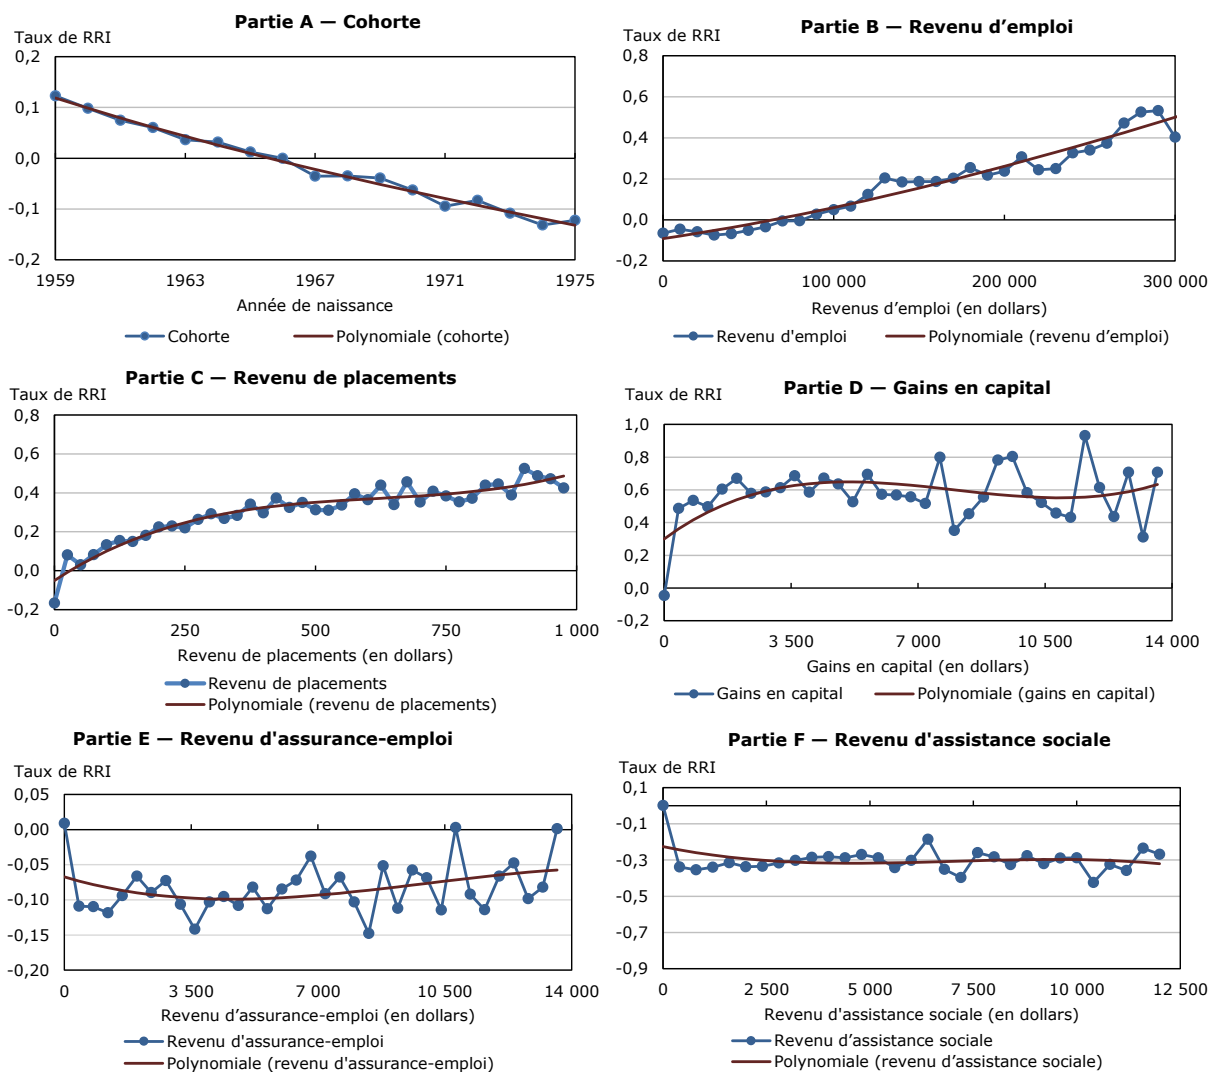 Partie A — Cohorte
Taux de RRI
0,2
0,1
0,0
-0,1
-0,2
1959 1963 1967 1971 1975
Année de naissance
Cohorte Polynomiale (cohorte)
Partie B — Revenu d’emploi
Taux de RRI
0,8
0,6
0,4
0,2
0,0
-0,2
0 100 000 200 000 300 000
Revenus d’emploi (en dollars)
Revenu d'emploi Polynomiale (revenu d’emploi)
Partie C — Revenu de placements
Taux de RRI
0,8
0,6
0,4
0,2
0,0
-0,2
0 250 500 750 1 000
Revenu de placements (en dollars)
Revenu de placements
Polynomiale (revenu de placements)
Partie D — Gains en capital
Taux de RRI
1,0
0,8
0,6
0,4
0,2
0,0
-0,2
0 3 500 7 000 10 500 14 000
Gains en capital (en dollars)
Gains en capital Polynomiale (gains en capital)
Partie E — Revenu d'assurance-emploi
Taux de RRI
0,05
0,00
-0,05
-0,10
-0,15
-0,20
0 3 500 7 000 10 500 14 000
Revenu d’assurance-emploi (en dollars)
Revenu d'assurance-emploi
Polynomiale (revenu d'assurance-emploi)
Partie F — Revenu d'assistance sociale
Taux de RRI
0,1
-0,1
-0,3
-0,5
-0,7
-0,9
0 2 500 5 000 7 500 10 000 12 500
Revenu d'assistance sociale (en dollars)
Revenu d’assistance sociale
Polynomiale (revenu d’assistance sociale)